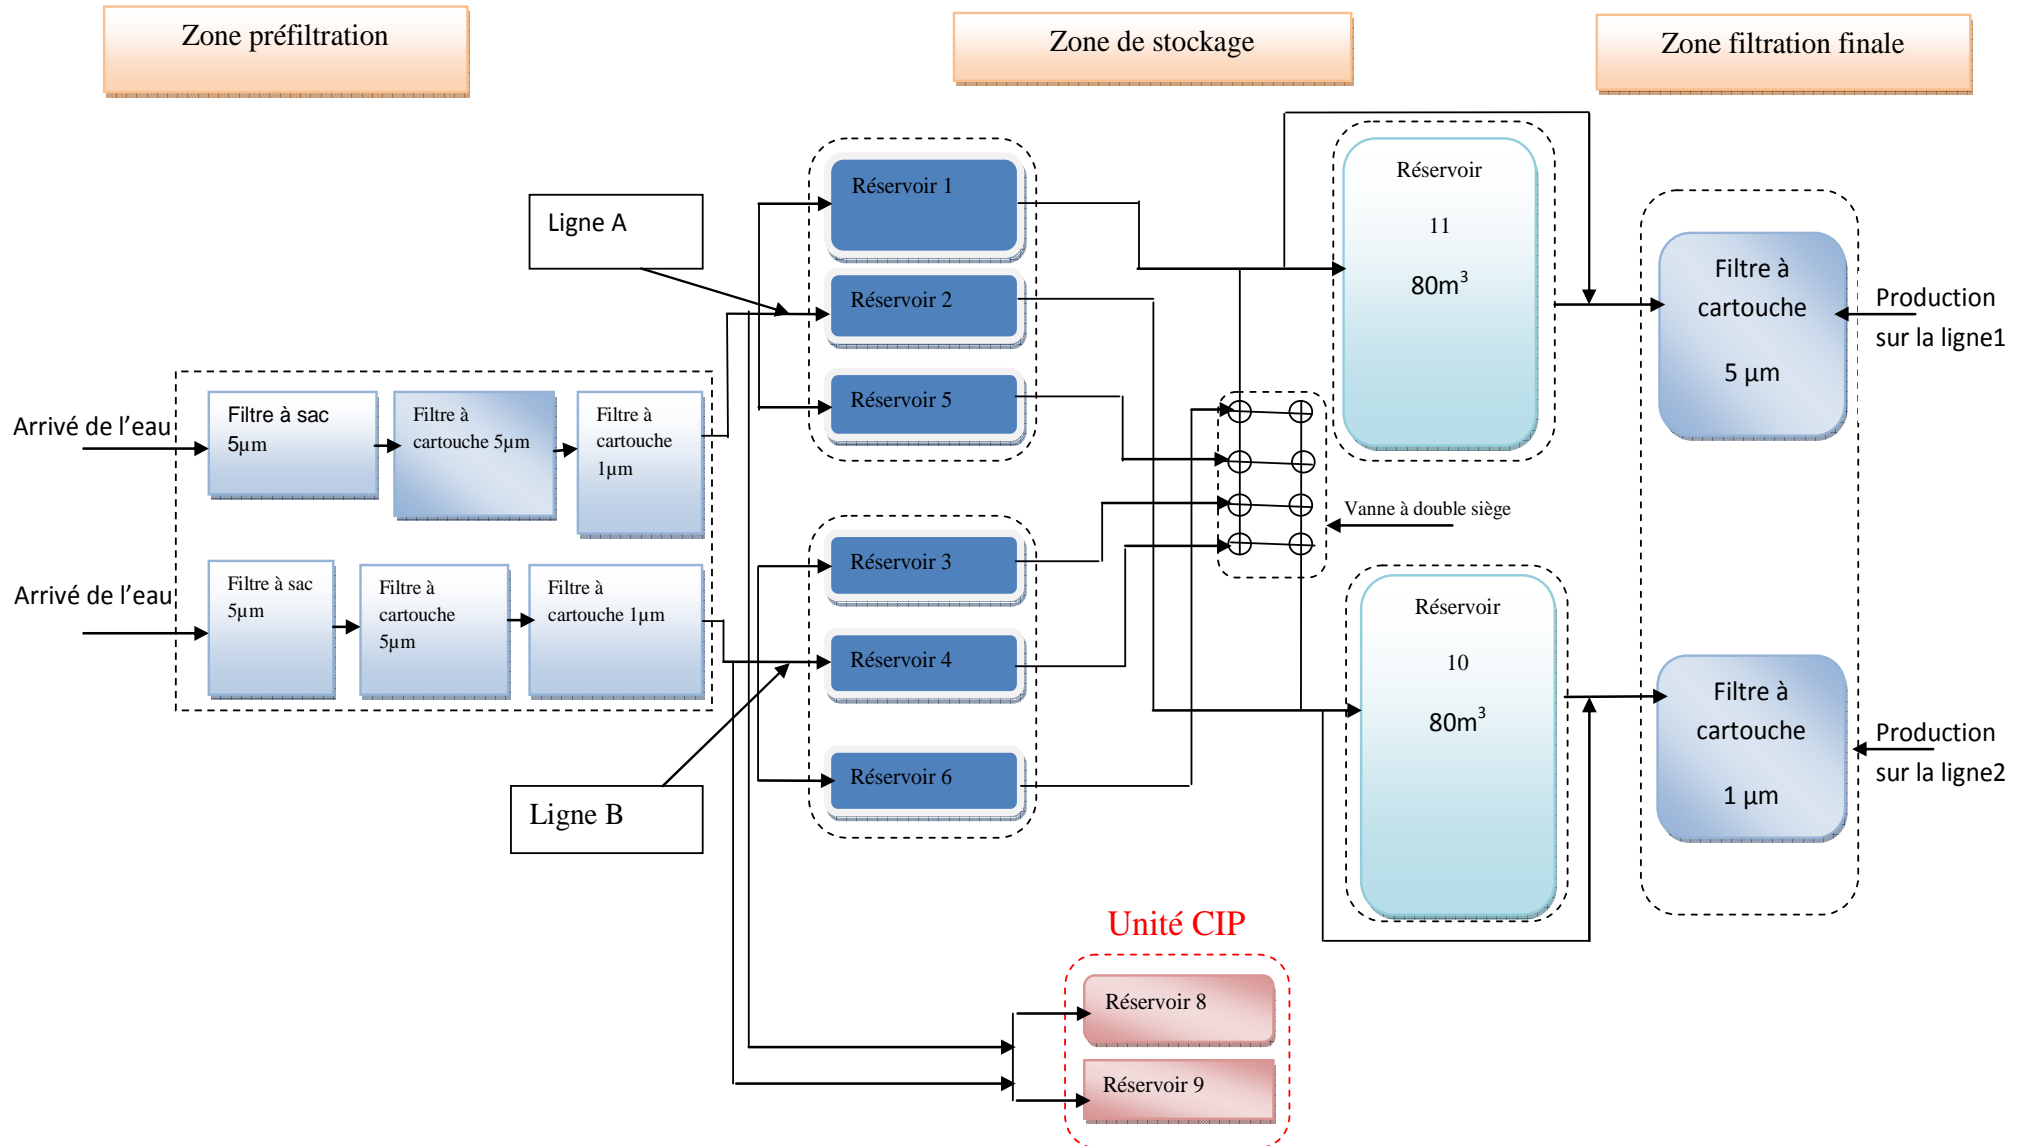 Zone préfiltration
Zone de stockage
Zone filtration finale
Ligne A
Arrivé de l’eau
Filtre à sac
5µm
Filtre à
cartouche 5µm
Filtre à
cartouche
1µm
Arrivé de l’eau
Filtre à sac
5µm
Filtre à
cartouche
5µm
Filtre à
cartouche 1µm
Ligne B
Réservoir 1
Réservoir 2
Réservoir 5
Réservoir 3
Réservoir 4
Réservoir 6
Vanne à double siège
Réservoir
11
80m³
Réservoir
10
80m³
Filtre à
cartouche
5 µm
Production
sur la ligne1
Filtre à
cartouche
1 µm
Production
sur la ligne2
Unité CIP
Réservoir 8
Réservoir 9